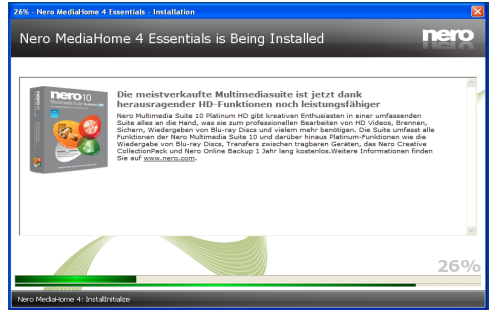 26% - Nero MediaHome 4 Essentials - Installation
Nero MediaHome 4 Essentials is Being Installed
nero
nero 10
Die meistverkaufte Multimediasuite ist jetzt dank
herausragender HD-Funktionen noch leistungsfähiger
Nero Multimedia Suite 10 Platinum HD gibt kreativen Enthusiasten in einer umfassenden
Suite alles an die Hand, was sie zum professionellen Bearbeiten von HD Videos, Brennen,
Sichern, Wiedergeben von Blu-ray Discs und vielem mehr benötigen. Die Suite umfasst alle
Funktionen der Nero Multimedia Suite 10 und darüber hinaus Platinum-Funktionen wie die
Wiedergabe von Blu-ray Discs, Transfers zwischen tragbaren Geräten, das Nero Creative
CollectionPack und Nero Online Backup 1 Jahr lang kostenlos.Weitere Informationen finden
Sie auf www.nero.com.
26%
Nero MediaHome 4: InstallInitialize